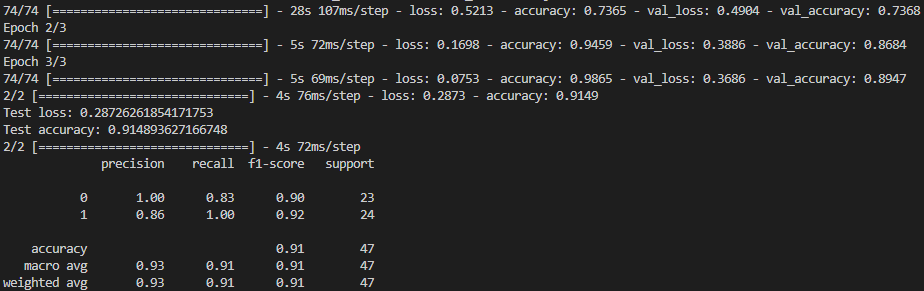 74/74 [==============================] - 28s 107ms/step - loss: 0.5213 - accuracy: 0.7365 - val_loss: 0.4904 - val_accuracy: 0.7368
Epoch 2/3
74/74 [==============================] - 5s 72ms/step - loss: 0.1698 - accuracy: 0.9459 - val_loss: 0.3886 - val_accuracy: 0.8684
Epoch 3/3
74/74 [==============================] - 5s 69ms/step - loss: 0.0753 - accuracy: 0.9865 - val_loss: 0.3686 - val_accuracy: 0.8947
2/2 [==============================] - 4s 76ms/step - loss: 0.2873 - accuracy: 0.9149
Test loss: 0.28726261854171753
Test accuracy: 0.914893627166748
2/2 [==============================] - 4s 72ms/step
precision recall f1-score support
0 1.00 0.83 0.90 23
1 0.86 1.00 0.92 24
accuracy 0.91 47
macro avg 0.93 0.91 0.91 47
weighted avg 0.93 0.91 0.91 47